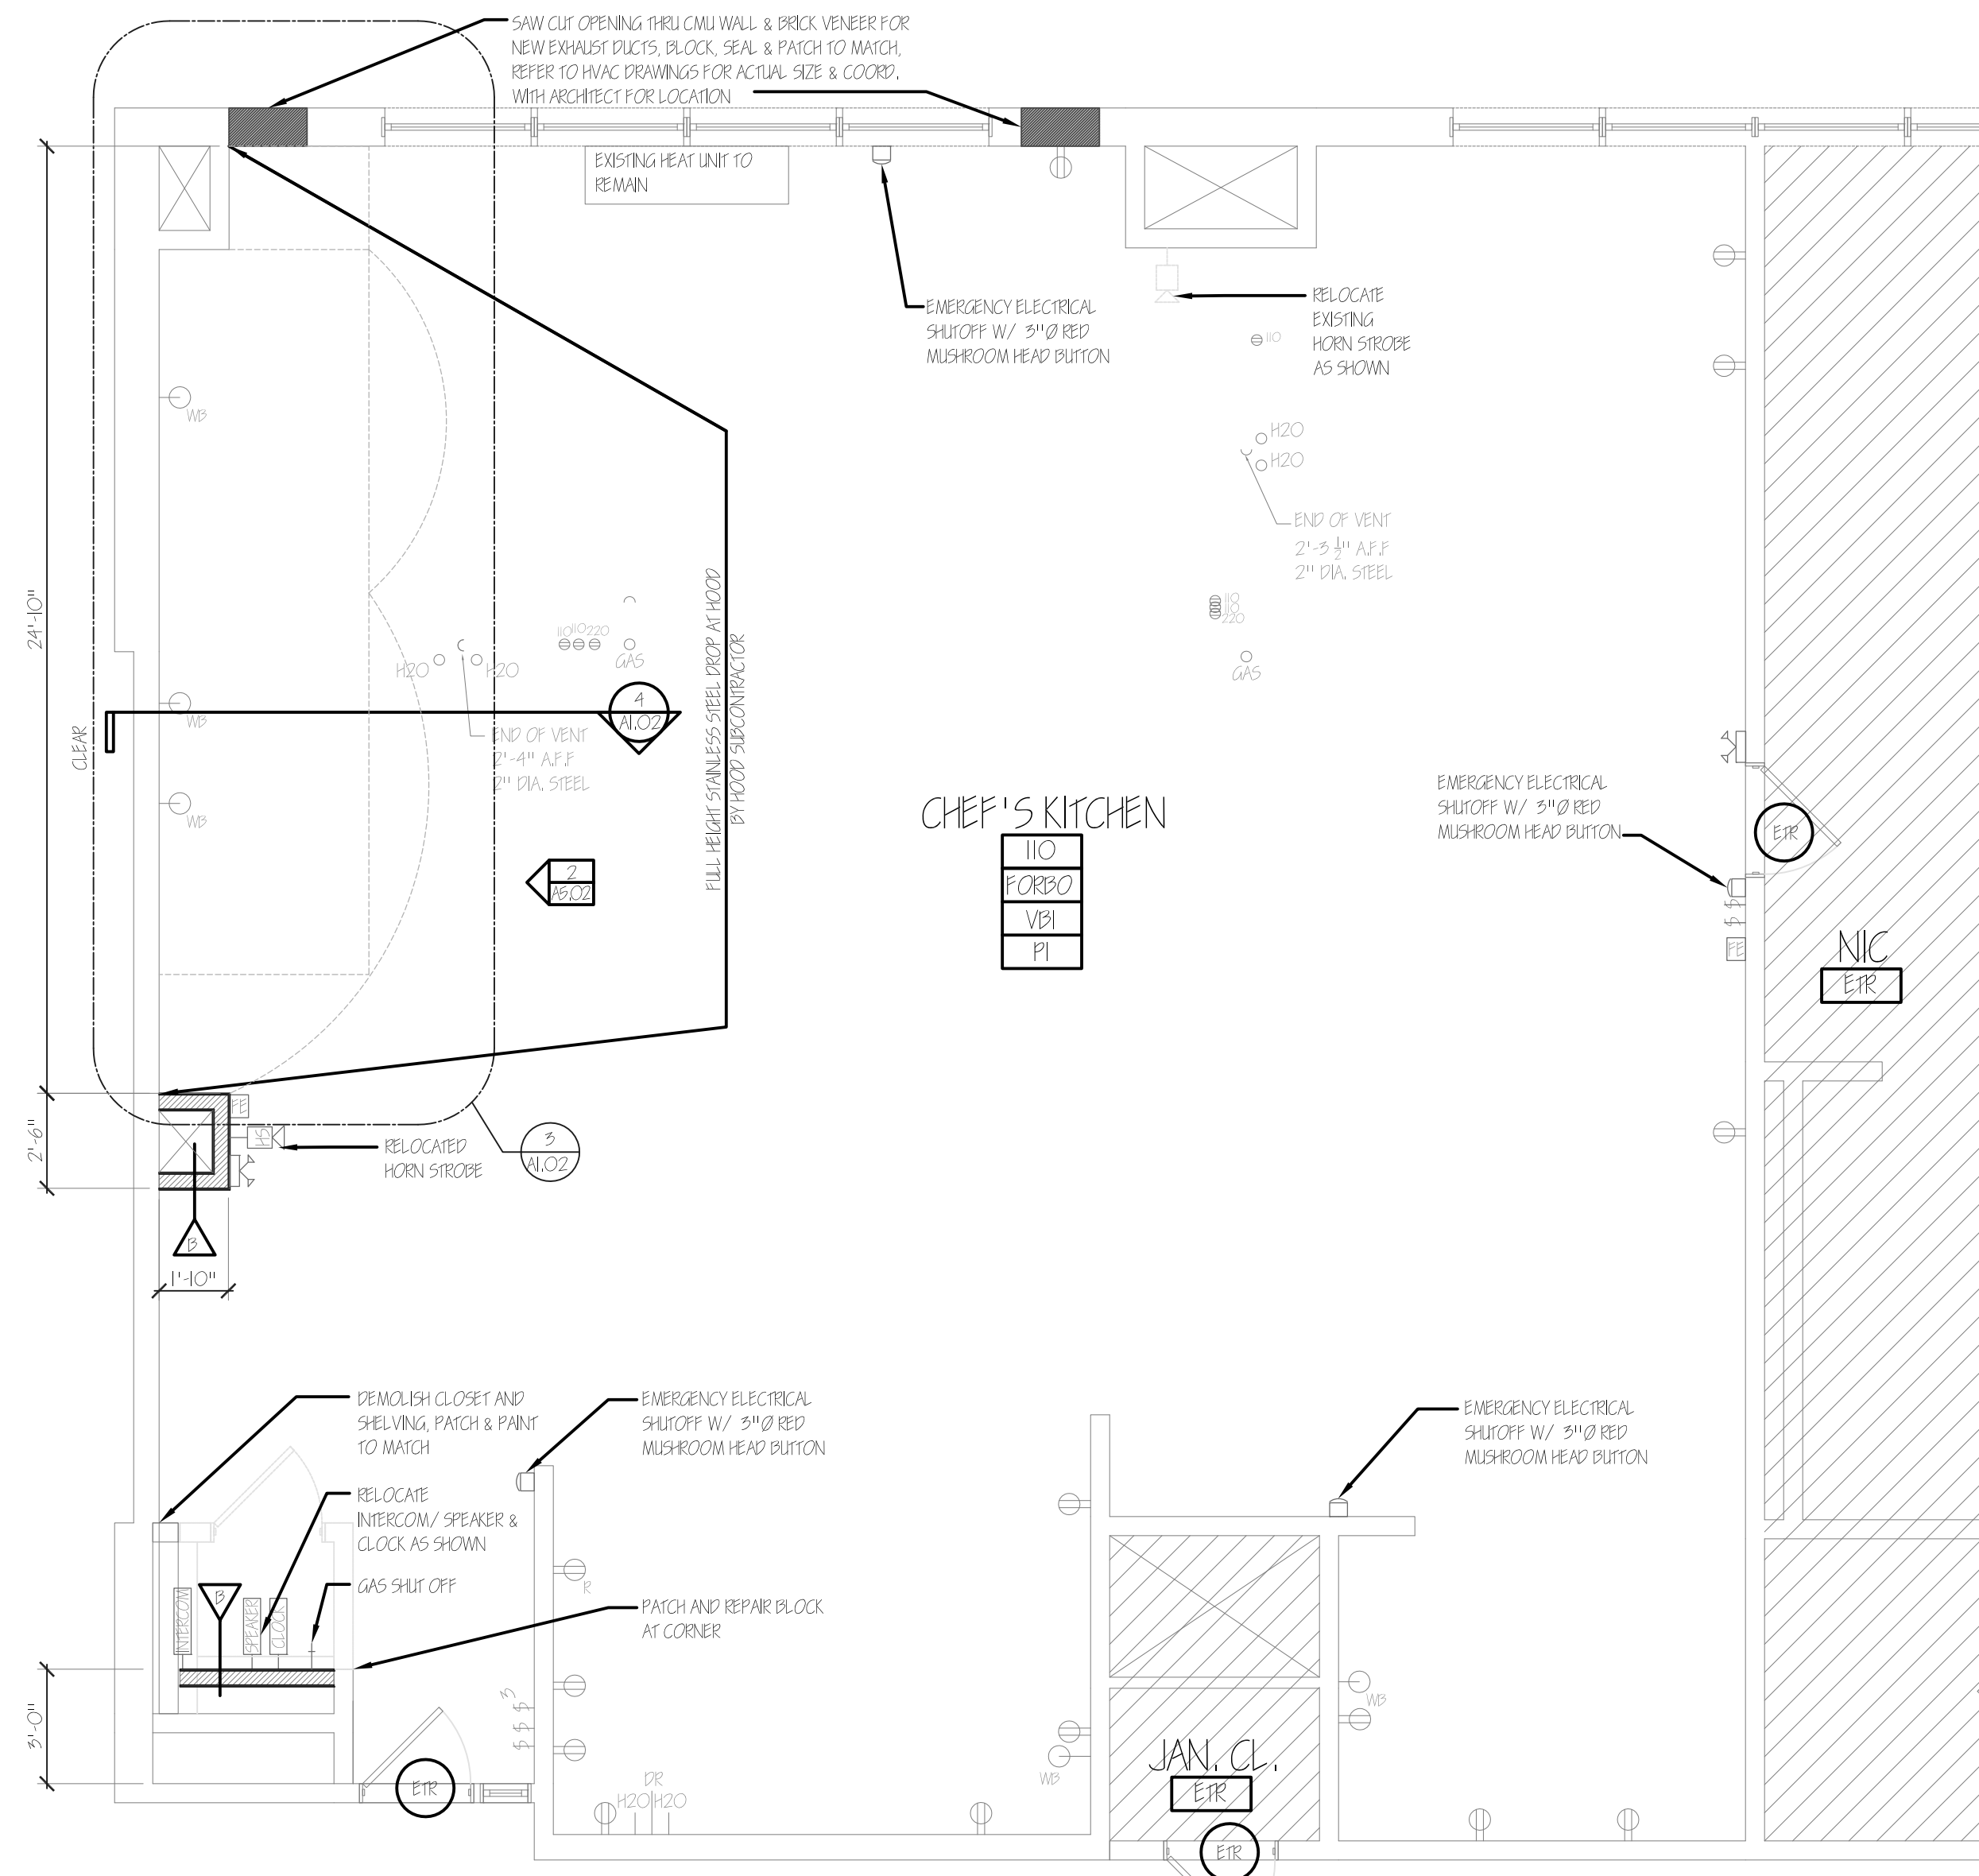 SAW CUT OPENING THRU CMU WALL & BRICK VENEER FOR
NEW EXHAUST DUCTS, BLOCK, SEAL & PATCH TO MATCH,
REFER TO HVAC DRAWINGS FOR ACTUAL SIZE & COORD.
WITH ARCHITECT FOR LOCATION
EXISTING HEAT UNIT TO
REMAIN
EMERGENCY ELECTRICAL
SHUTOFF W/ 3"Ø RED
MUSHROOM HEAD BUTTON
RELOCATE
EXISTING
HORN STROBE
AS SHOWN
110
H2O
H2O
END OF VENT
2'-3 1/2" A.F.F
2" DIA. STEEL
110
110
220
GAS
24'-10"
CLEAR
WB
WB
WB
H2O
H2O
110
110
220
GAS
END OF VENT
2'-4" A.F.F
2" DIA. STEEL
4
A1.02
FULL HEIGHT STAINLESS STEEL DROP AT HOOD
BY HOOD SUBCONTRACTOR
2
A5.02
CHEF'S KITCHEN
110
FORBO
VB1
P1
EMERGENCY ELECTRICAL
SHUTOFF W/ 3"Ø RED
MUSHROOM HEAD BUTTON
ETR
$ $
FE
NIC
ETR
2'-6"
FE
HS
RELOCATED
HORN STROBE
3
A1.02
B
1'-10"
DEMOLISH CLOSET AND
SHELVING, PATCH & PAINT
TO MATCH
EMERGENCY ELECTRICAL
SHUTOFF W/ 3"Ø RED
MUSHROOM HEAD BUTTON
EMERGENCY ELECTRICAL
SHUTOFF W/ 3"Ø RED
MUSHROOM HEAD BUTTON
RELOCATE
INTERCOM/ SPEAKER &
CLOCK AS SHOWN
GAS SHUT OFF
B
INTERCOM
SPEAKER
CLOCK
R
PATCH AND REPAIR BLOCK
AT CORNER
3'-0"
3
$ $ $
ETR
DR
H2O
H2O
WB
WB
JAN. CL.
ETR
ETR